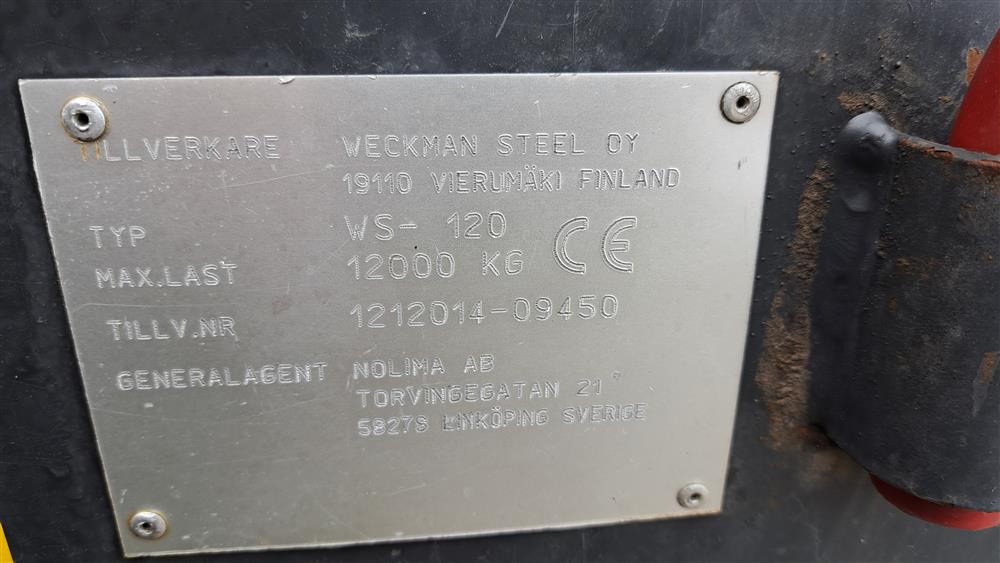 TILLVERKARE WECKMAN STEEL OY
19110 VIERUMÄKI FINLAND
TYP WS- 120 CE
MAX.LAST 12000 KG
TILLV.NR 1212014-09450
GENERALAGENT NOLIMA AB
TORVINGEGATAN 21
58278 LINKÖPING SVERIGE